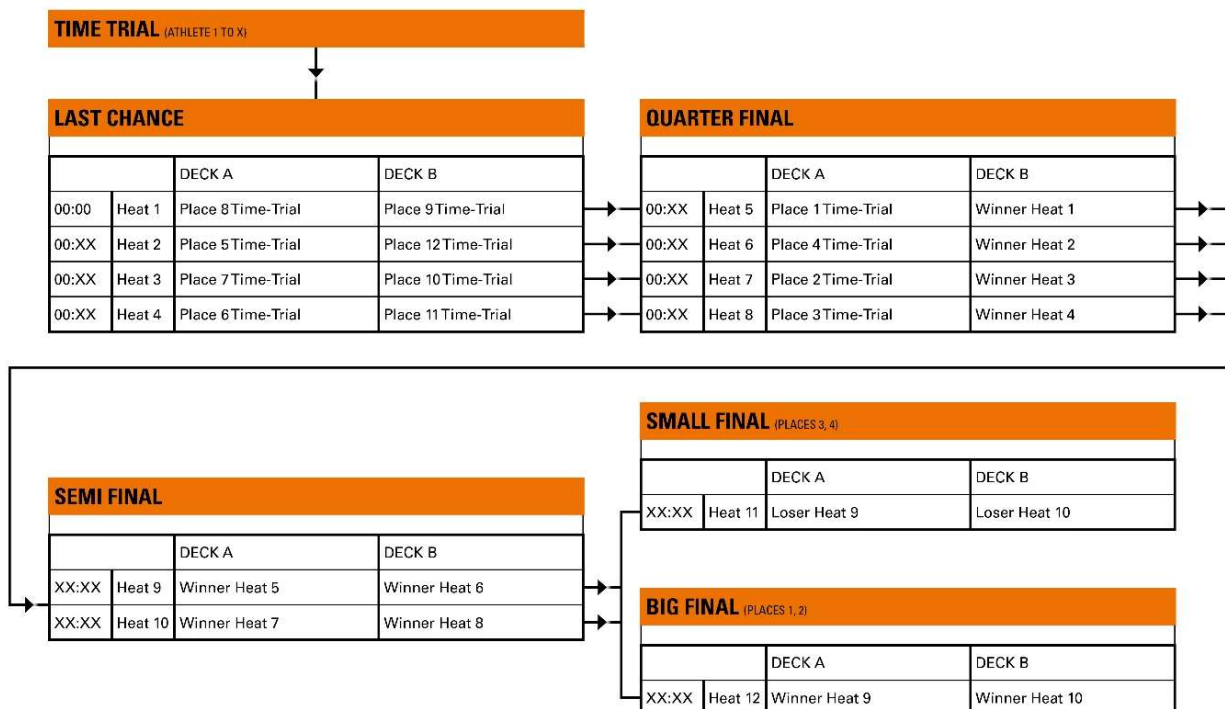 TIME TRIAL (ATHLETE 1 TO X)
LAST CHANCE
DECK A DECK B
00:00 Heat 1 Place 8 Time-Trial Place 9 Time-Trial
00:XX Heat 2 Place 5 Time-Trial Place 12 Time-Trial
00:XX Heat 3 Place 7 Time-Trial Place 10 Time-Trial
00:XX Heat 4 Place 6 Time-Trial Place 11 Time-Trial
QUARTER FINAL
DECK A DECK B
00:XX Heat 5 Place 1 Time-Trial Winner Heat 1
00:XX Heat 6 Place 4 Time-Trial Winner Heat 2
00:XX Heat 7 Place 2 Time-Trial Winner Heat 3
00:XX Heat 8 Place 3 Time-Trial Winner Heat 4
SEMI FINAL
DECK A DECK B
XX:XX Heat 9 Winner Heat 5 Winner Heat 6
XX:XX Heat 10 Winner Heat 7 Winner Heat 8
SMALL FINAL (PLACES 3, 4)
DECK A DECK B
XX:XX Heat 11 Loser Heat 9 Loser Heat 10
BIG FINAL (PLACES 1, 2)
DECK A DECK B
XX:XX Heat 12 Winner Heat 9 Winner Heat 10